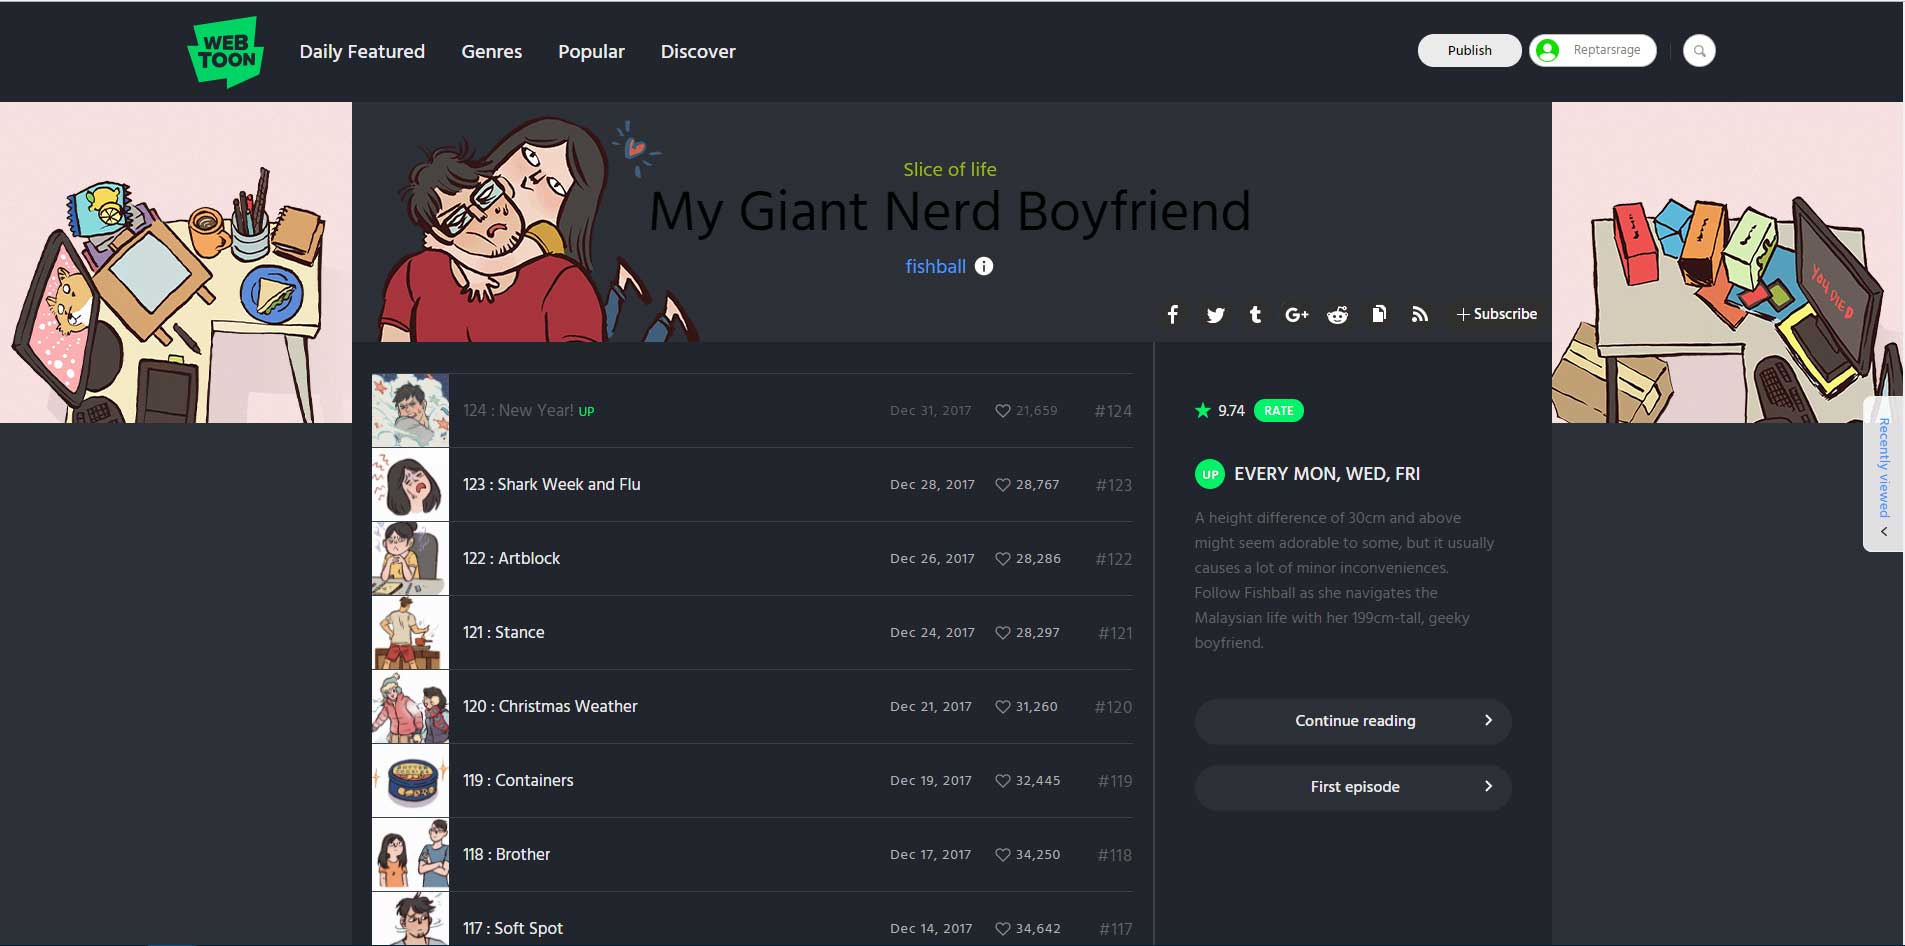 WEB
TOON
Daily Featured Genres Popular Discover
Publish
Reptarsrage
Slice of life
My Giant Nerd Boyfriend
fishball
YOU DIED
+ Subscribe
124 : New Year! UP Dec 31, 2017 21,659 #124
123 : Shark Week and Flu Dec 28, 2017 28,767 #123
122 : Artblock Dec 26, 2017 28,286 #122
121 : Stance Dec 24, 2017 28,297 #121
120 : Christmas Weather Dec 21, 2017 31,260 #120
119 : Containers Dec 19, 2017 32,445 #119
118 : Brother Dec 17, 2017 34,250 #118
117 : Soft Spot Dec 14, 2017 34,642 #117
9.74 RATE
UP EVERY MON, WED, FRI
A height difference of 30cm and above
might seem adorable to some, but it usually
causes a lot of minor inconveniences.
Follow Fishball as she navigates the
Malaysian life with her 199cm-tall, geeky
boyfriend.
Continue reading
First episode
Recently viewed